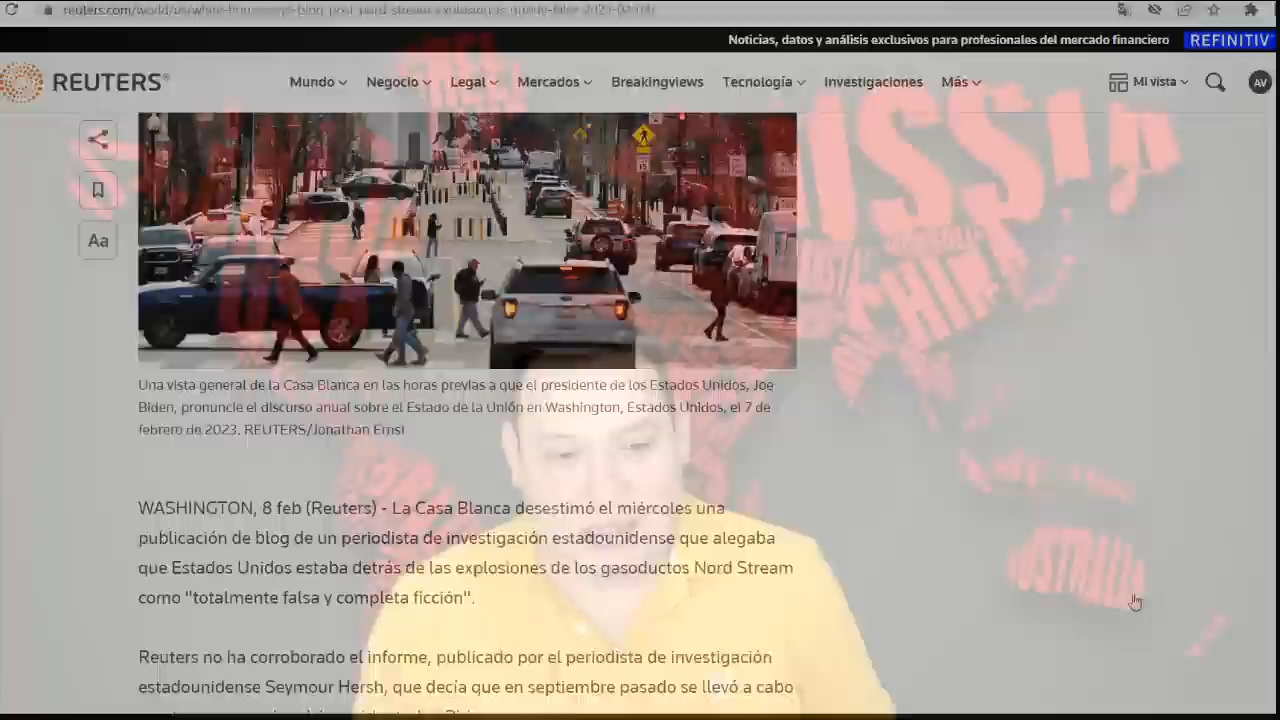 Noticias, datos y análisis exclusivos para profesionales del mercado financiero REFINITIV
REUTERS® Mundo Negocio Legal Mercados Breakingviews Tecnología Investigaciones Más Mi vista AV
Aa
Una vista general de la Casa Blanca en las horas previas a que el presidente de los Estados Unidos, Joe
Biden, pronuncie el discurso anual sobre el Estado de la Unión en Washington, Estados Unidos, el 7 de
febrero de 2023. REUTERS/Jonathan Ernst
WASHINGTON, 8 feb (Reuters) - La Casa Blanca desestimó el miércoles una
publicación de blog de un periodista de investigación estadounidense que alegaba
que Estados Unidos estaba detrás de las explosiones de los gasoductos Nord Stream
como "totalmente falsa y completa ficción".
Reuters no ha corroborado el informe, publicado por el periodista de investigación
estadounidense Seymour Hersh, que decía que en septiembre pasado se llevó a cabo
CHINA